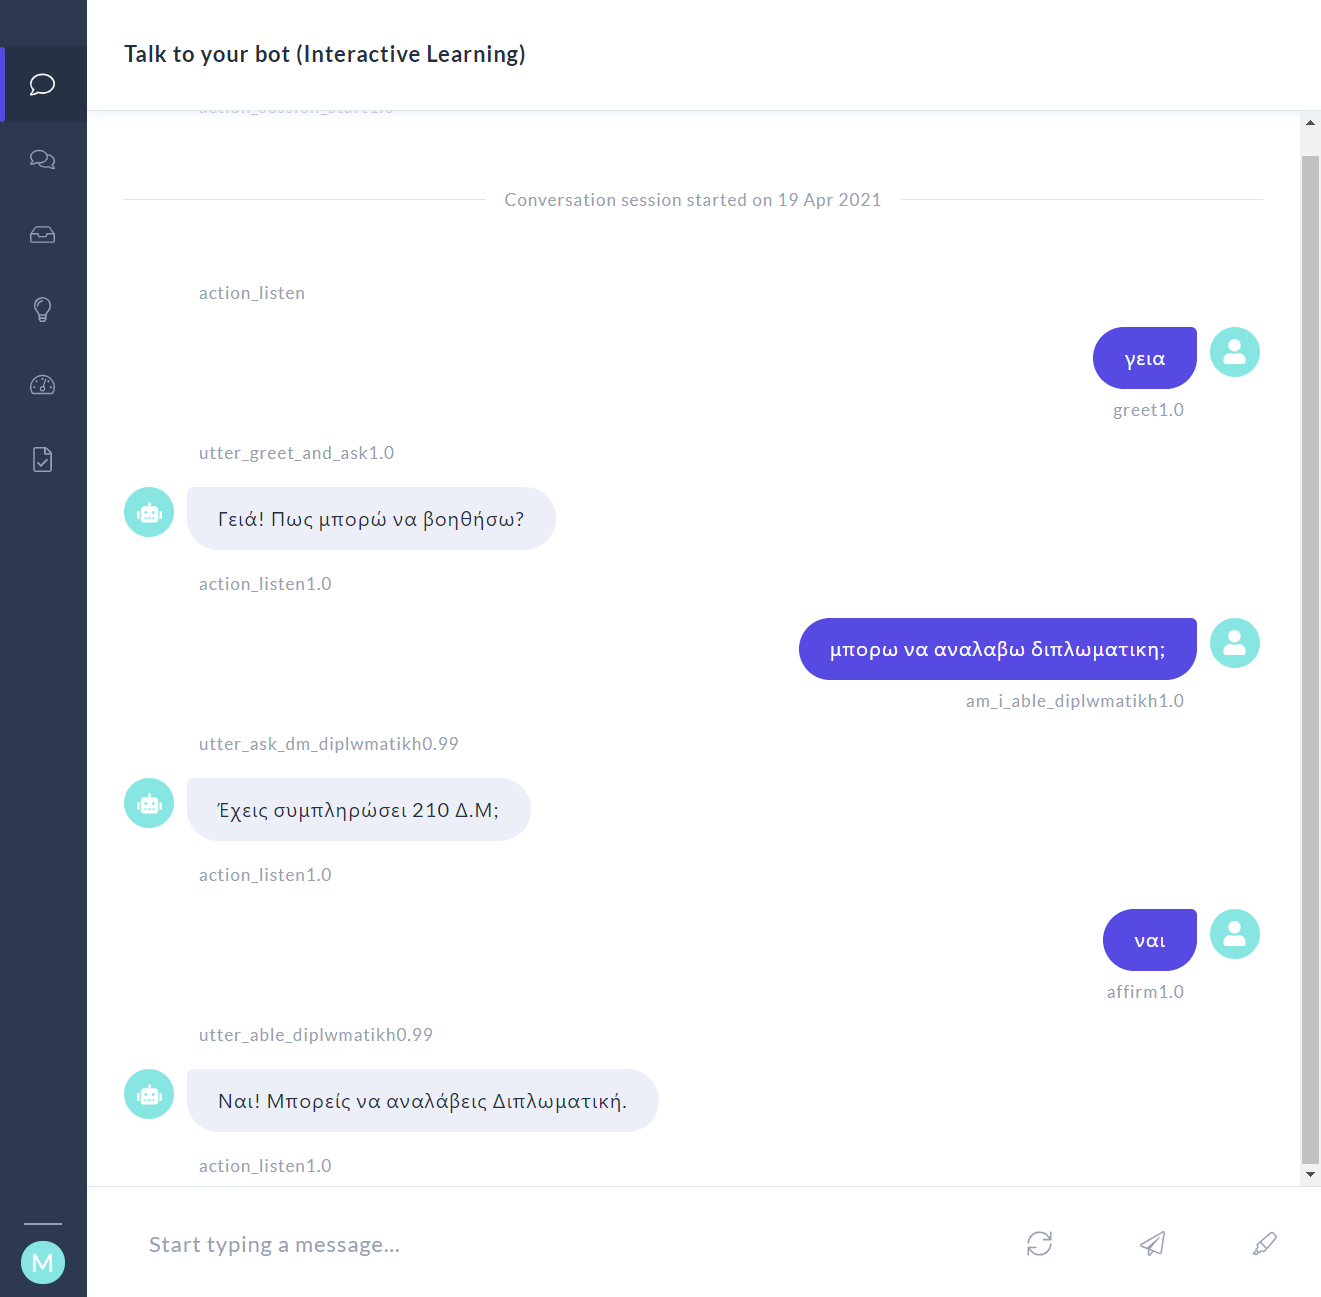 Talk to your bot (Interactive Learning)
action_session_start1.0
Conversation session started on 19 Apr 2021
action_listen
γεια
greet1.0
utter_greet_and_ask1.0
Γειά! Πως μπορώ να βοηθήσω?
action_listen1.0
μπορω να αναλαβω διπλωματικη;
am_i_able_diplwmatikh1.0
utter_ask_dm_diplwmatikh0.99
Έχεις συμπληρώσει 210 Δ.Μ;
action_listen1.0
ναι
affirm1.0
utter_able_diplwmatikh0.99
Ναι! Μπορείς να αναλάβεις Διπλωματική.
action_listen1.0
Start typing a message...
M